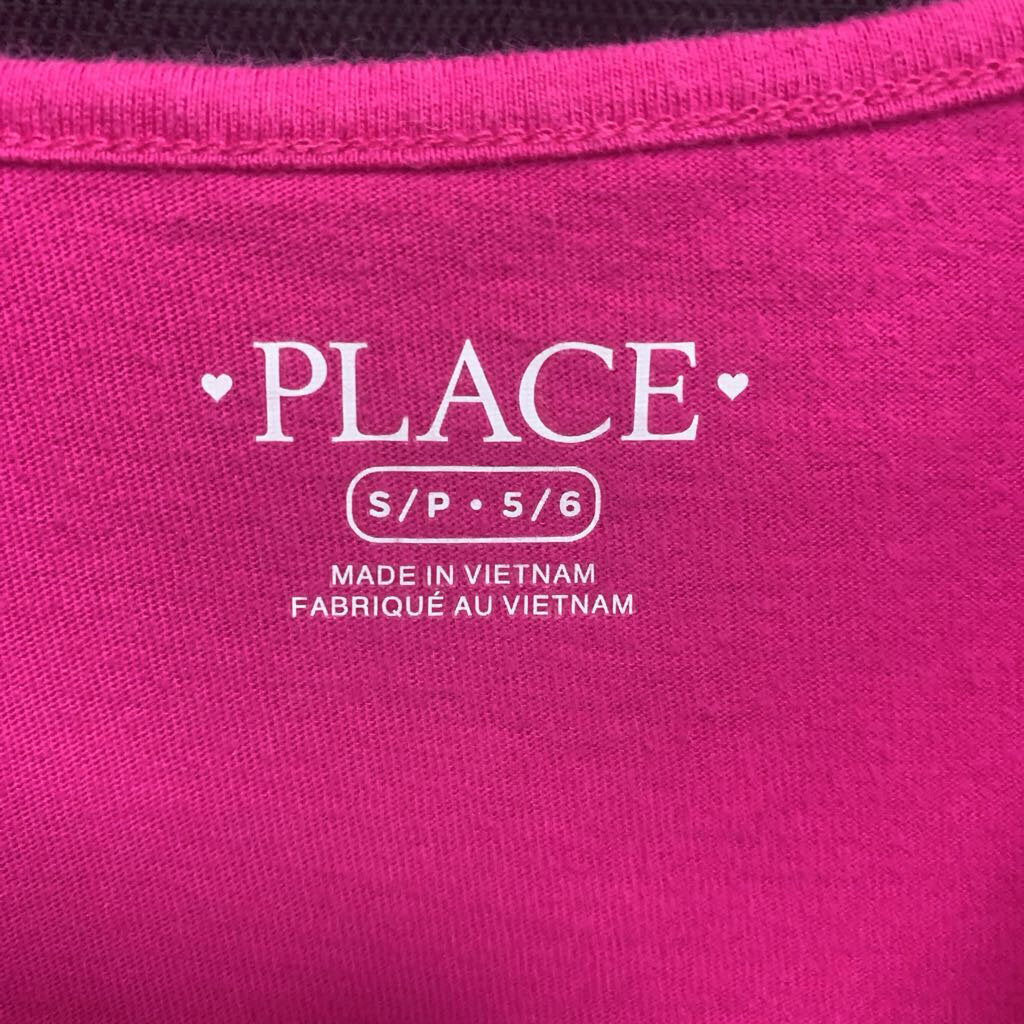 PLACE
S/P • 5/6
MADE IN VIETNAM
FABRIQUÉ AU VIETNAM